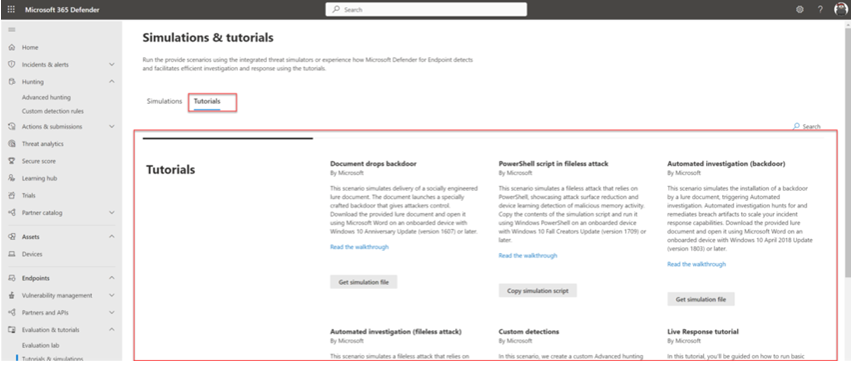 Microsoft 365 Defender
Search
?
Home
Incidents & alerts
Hunting
Advanced hunting
Custom detection rules
Actions & submissions
Threat analytics
Secure score
Learning hub
Trials
Partner catalog
Assets
Devices
Endpoints
Vulnerability management
Partners and APIs
Evaluation & tutorials
Evaluation lab
Tutorials & simulations
Simulations & tutorials
Run the provide scenarios using the integrated threat simulators or experience how Microsoft Defender for Endpoint detects
and facilitates efficient investigation and response using the tutorials.
Simulations
Tutorials
Search
Tutorials
Document drops backdoor
By Microsoft
This scenario simulates delivery of a socially engineered
lure document. The document launches a specially
crafted backdoor that gives attackers control.
Download the provided lure document and open it
using Microsoft Word on an onboarded device with
Windows 10 Anniversary Update (version 1607) or later.
Read the walkthrough
Get simulation file
PowerShell script in fileless attack
By Microsoft
This scenario simulates a fileless attack that relies on
PowerShell, showcasing attack surface reduction and
device learning detection of malicious memory activity.
Copy the contents of the simulation script and run it
using Windows PowerShell on an onboarded device
with Windows 10 Fall Creators Update (version 1709) or
later.
Read the walkthrough
Copy simulation script
Automated investigation (backdoor)
By Microsoft
This scenario simulates the installation of a backdoor
by a lure document, triggering Automated
investigation. Automated investigation hunts for and
remediates breach artifacts to scale your incident
response capabilities. Download the provided lure
document and open it using Microsoft Word on an
onboarded device with Windows 10 April 2018 Update
(version 1803) or later.
Read the walkthrough
Get simulation file
Automated investigation (fileless attack)
By Microsoft
This scenario simulates a fileless attack that relies on
Custom detections
By Microsoft
In this scenario, we create a custom Advanced hunting
Live Response tutorial
By Microsoft
In this tutorial, you'll be guided on how to run basic